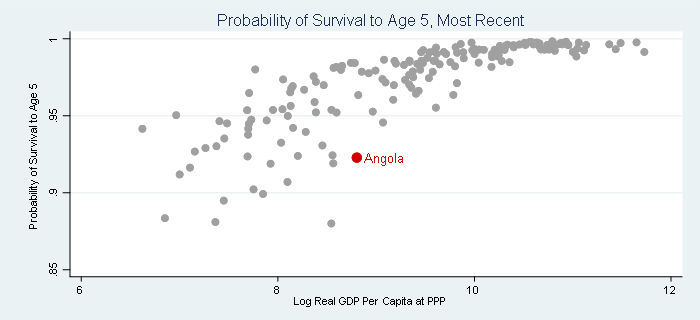 Probability of Survival to Age 5, Most Recent
Probability of Survival to Age 5
1
.95
.9
.85
Angola
6 8 10 12
Log Real GDP Per Capita at PPP